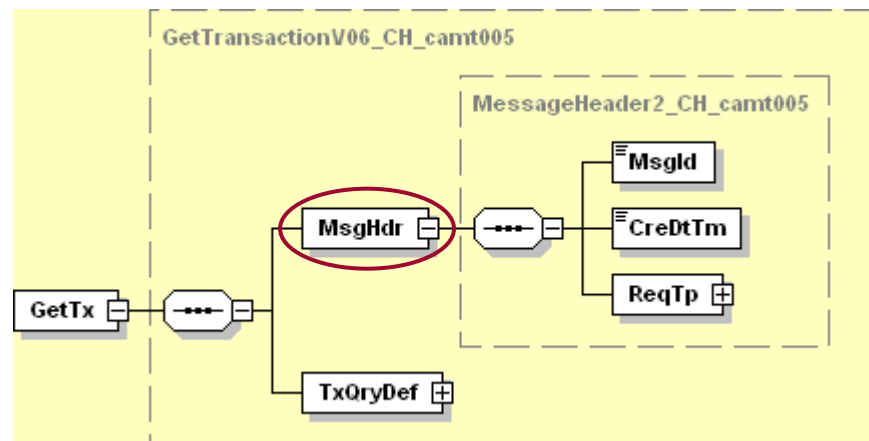 GetTransactionV06_CH_camt005
MessageHeader2_CH_camt005
MsgId
MsgHdr
CreDtTm
ReqTp
GetTx
TxQryDef